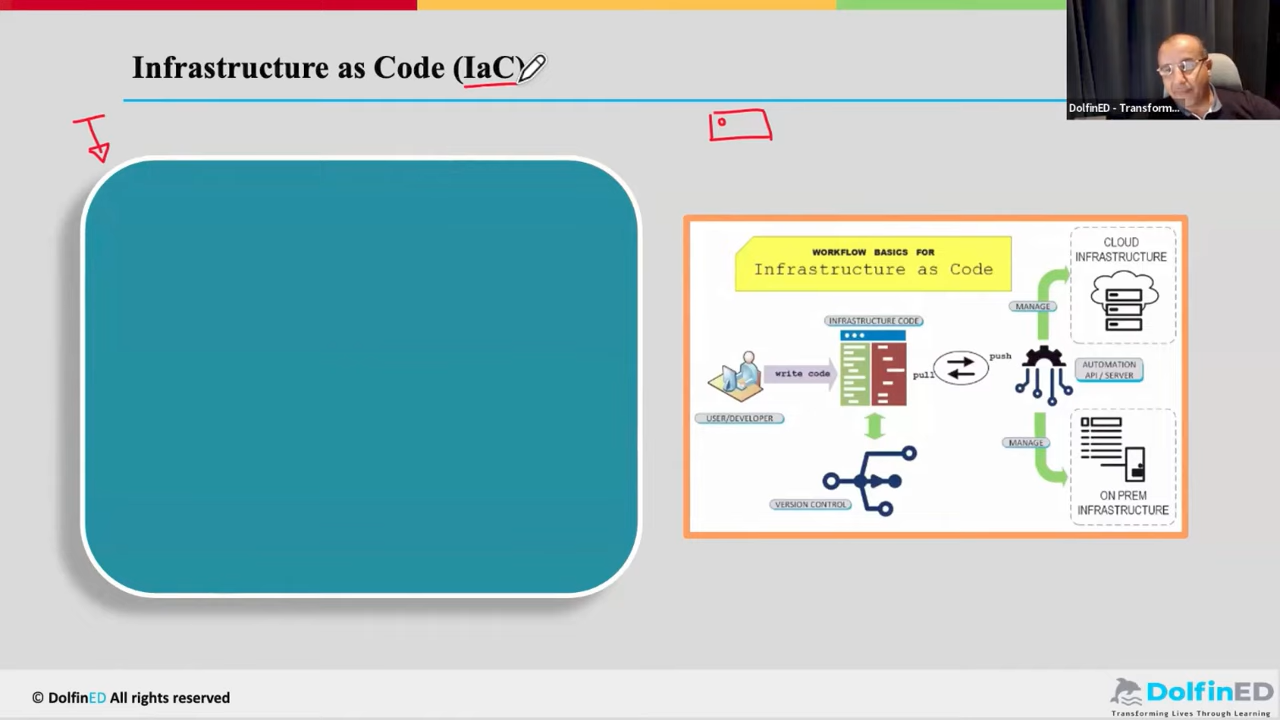 Infrastructure as Code (IaC)
DolfinED - Transform...
WORKFLOW BASICS FOR
Infrastructure as Code
CLOUD
INFRASTRUCTURE
MANAGE
INFRASTRUCTURE CODE
write code
pull
push
AUTOMATION
API / SERVER
USER/DEVELOPER
MANAGE
VERSION CONTROL
ON PREM
INFRASTRUCTURE
© DolfinED All rights reserved
DolfinED
Transforming Lives Through Learning